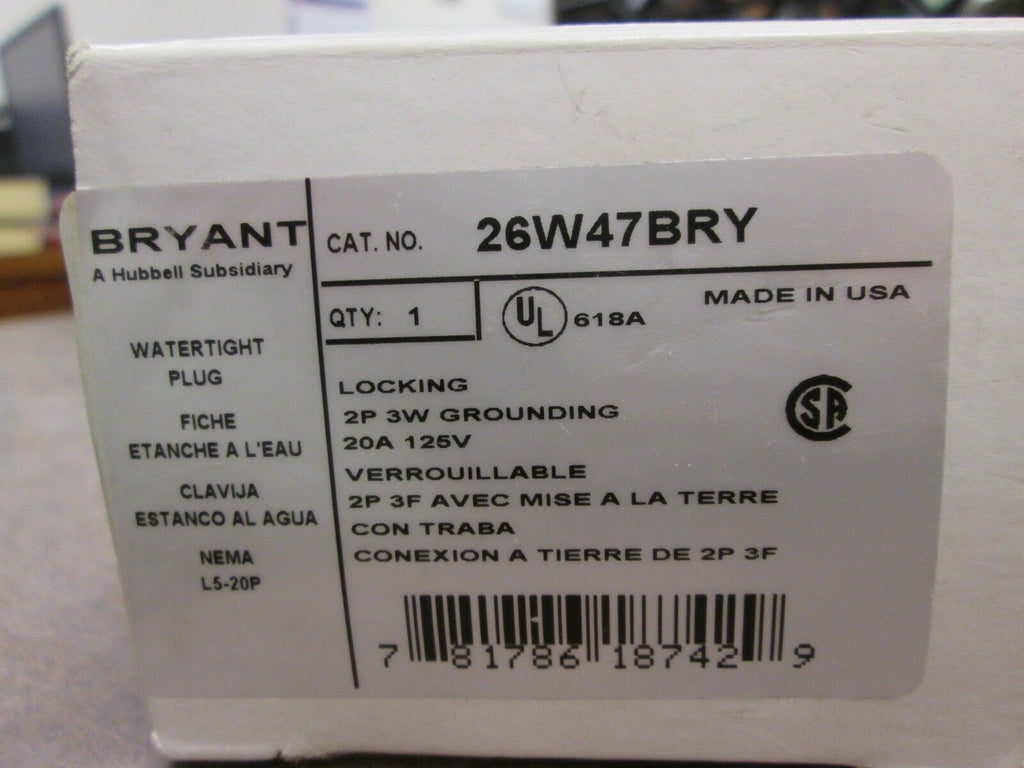 BRYANT
A Hubbell Subsidiary
WATERTIGHT
PLUG
FICHE
ETANCHE A L'EAU
CLAVIJA
ESTANCO AL AGUA
NEMA
L5-20P
CAT. NO. 26W47BRY
QTY: 1
UL 618A
MADE IN USA
LOCKING
2P 3W GROUNDING
20A 125V
VERROUILLABLE
2P 3F AVEC MISE A LA TERRE
CON TRABA
CONEXION A TIERRE DE 2P 3F
SA
7 81786 18742 9